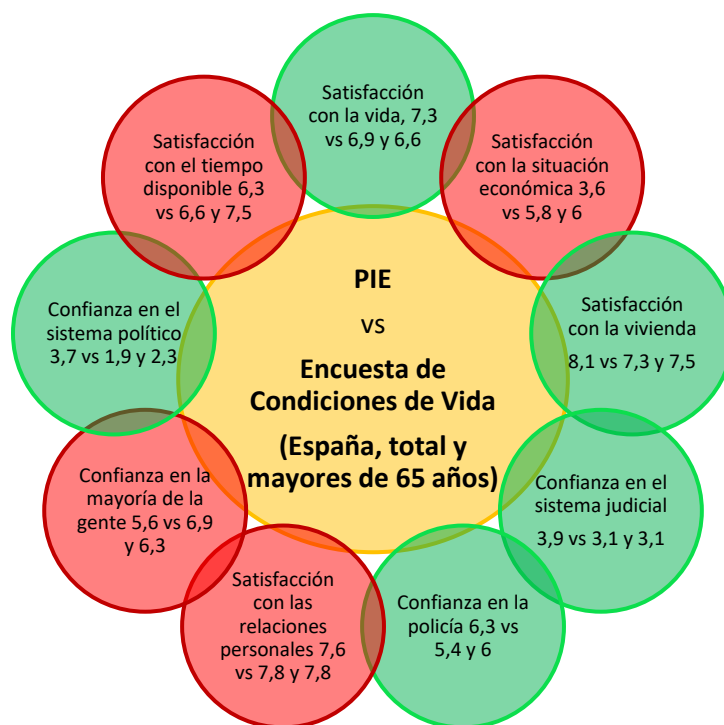 Satisfacción
con la vida, 7,3
vs 6,9 y 6,6
Satisfacción
con la situación
económica 3,6
vs 5,8 y 6
Satisfacción
con la vivienda
8,1 vs 7,3 y 7,5
Confianza en el
sistema judicial
3,9 vs 3,1 y 3,1
Confianza en la
policía 6,3 vs
5,4 y 6
Satisfacción
con las
relaciones
personales 7,6
vs 7,8 y 7,8
Confianza en la
mayoría de la
gente 5,6 vs 6,9
y 6,3
Confianza en el
sistema político
3,7 vs 1,9 y 2,3
Satisfacción
con el tiempo
disponible 6,3
vs 6,6 y 7,5
PIE
vs
Encuesta de
Condiciones de Vida
(España, total y
mayores de 65 años)